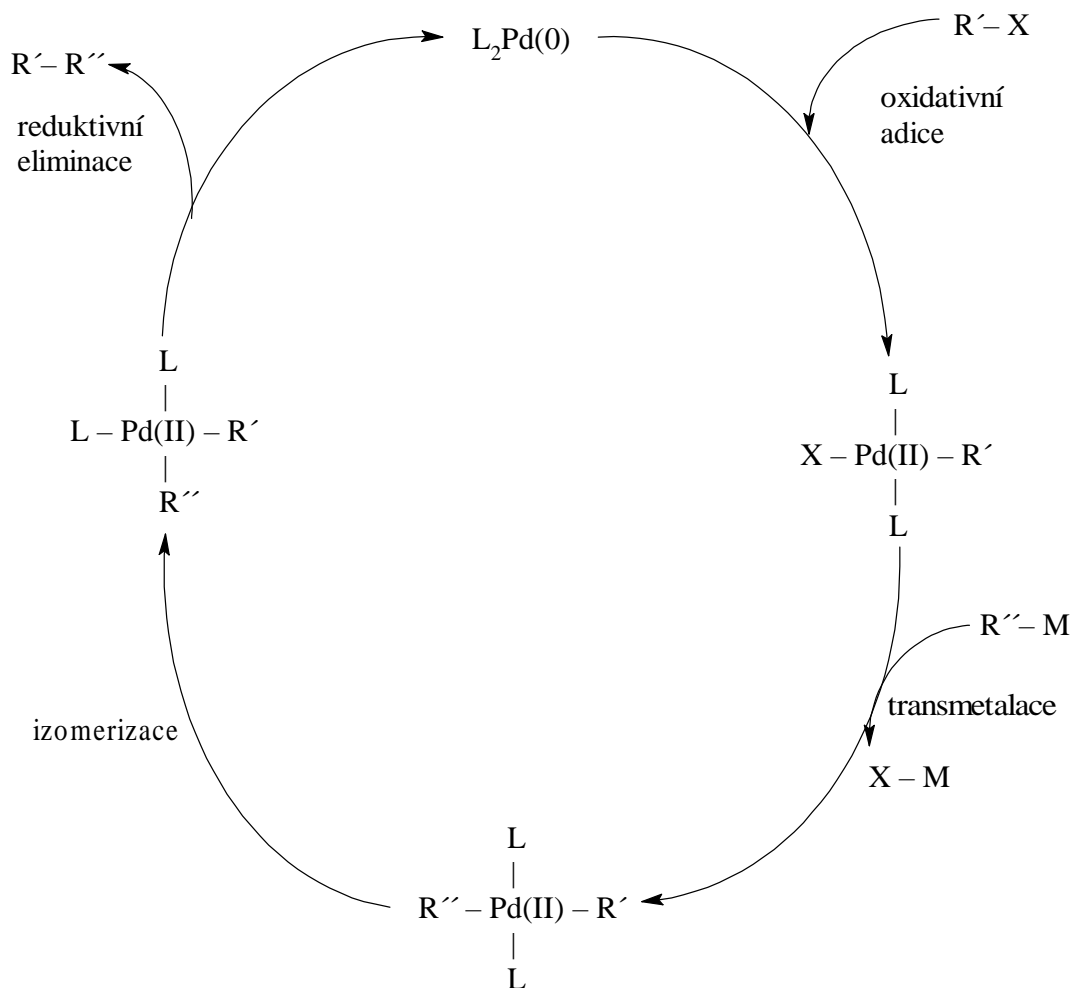 L₂Pd(0)
R´– X
oxidativní
adice
R´– R´´
reduktivní
eliminace
L
|
L – Pd(II) – R´
|
R´´
L
|
X – Pd(II) – R´
|
L
R´´– M
transmetalace
X – M
izomerizace
L
|
R´´ – Pd(II) – R´
|
L